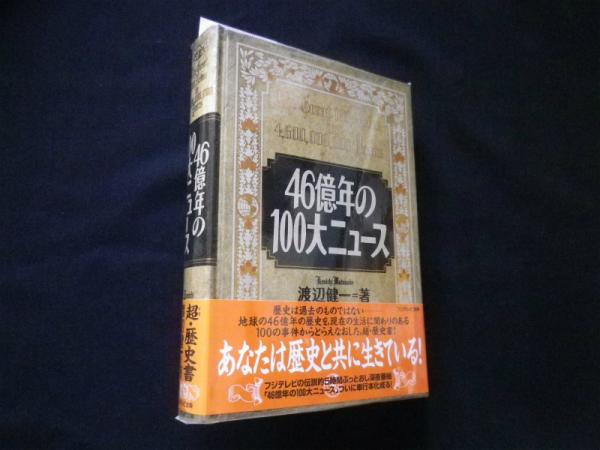 4,600,000,000 Years
46億年の
100大ニュース
Kenichi Watanabe
渡辺健一=著
歴史は過去のものではない……
地球の46億年の歴史を、現在の生活に関わりのある
100の事件からとらえなおした、超・歴史書!
あなたは歴史と共に生きている!
フジテレビの伝説的5時間ぶっとおし深夜番組
「46億年の100大ニュース」ついに単行本化成る!
46億年の
100大ニュース
超・歴史書